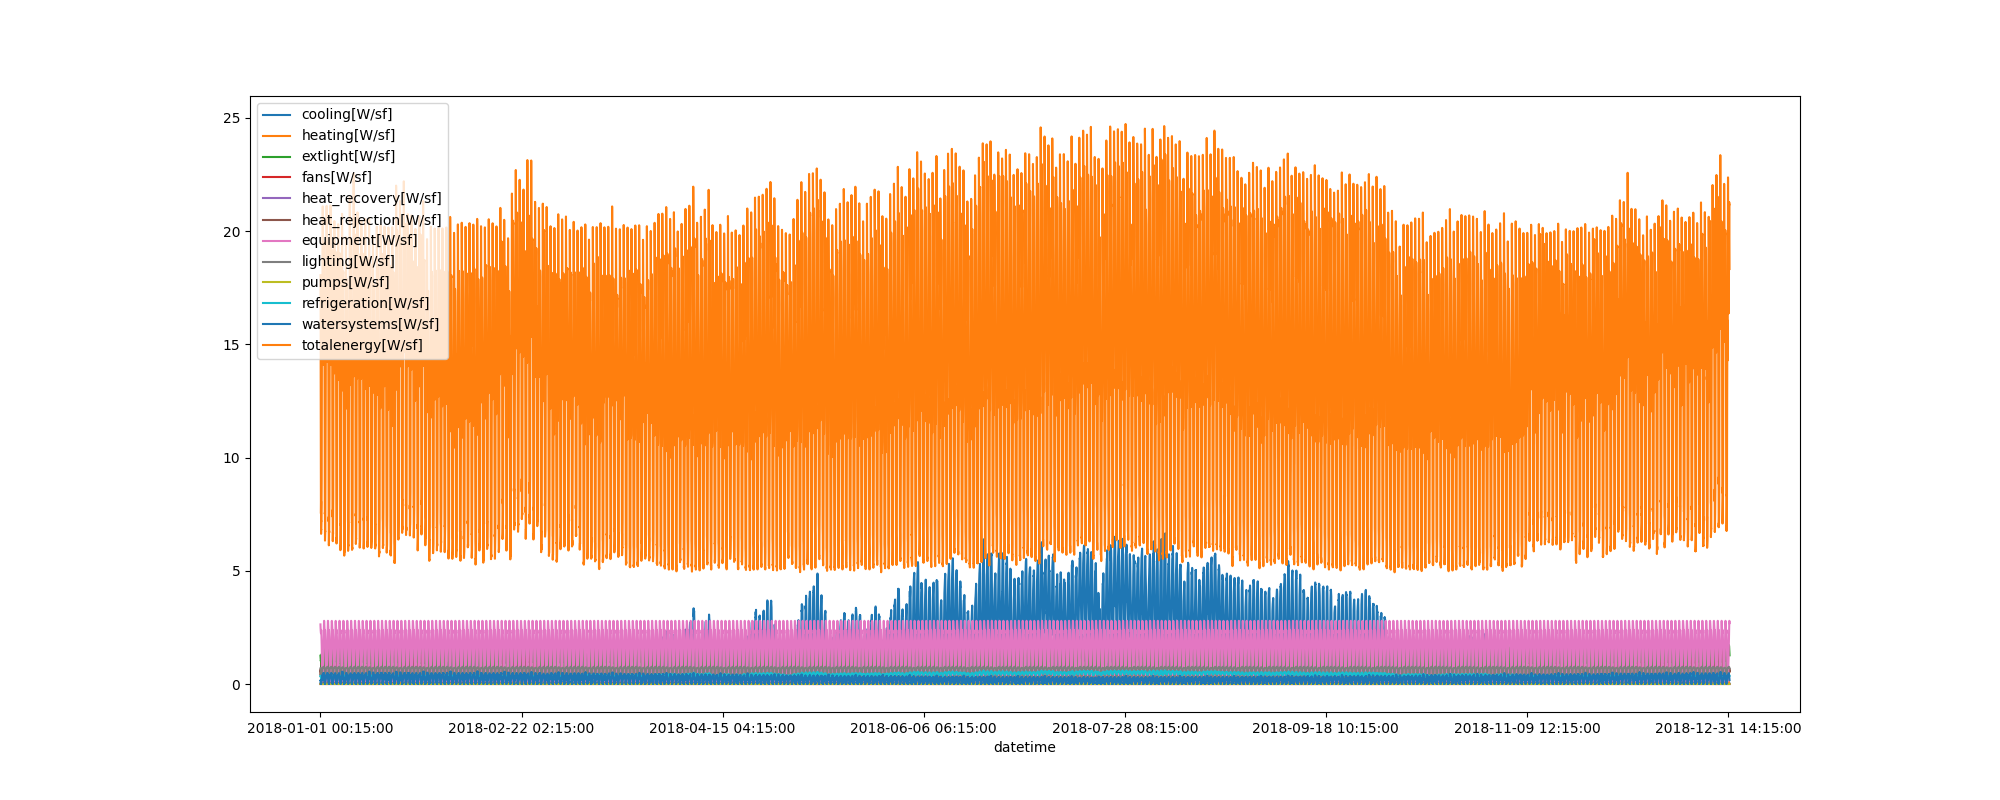 25
20
15
10
5
0
cooling[W/sf]
heating[W/sf]
extlight[W/sf]
fans[W/sf]
heat_recovery[W/sf]
heat_rejection[W/sf]
equipment[W/sf]
lighting[W/sf]
pumps[W/sf]
refrigeration[W/sf]
watersystems[W/sf]
totalenergy[W/sf]
2018-01-01 00:15:00 2018-02-22 02:15:00 2018-04-15 04:15:00 2018-06-06 06:15:00 2018-07-28 08:15:00 2018-09-18 10:15:00 2018-11-09 12:15:00 2018-12-31 14:15:00
datetime